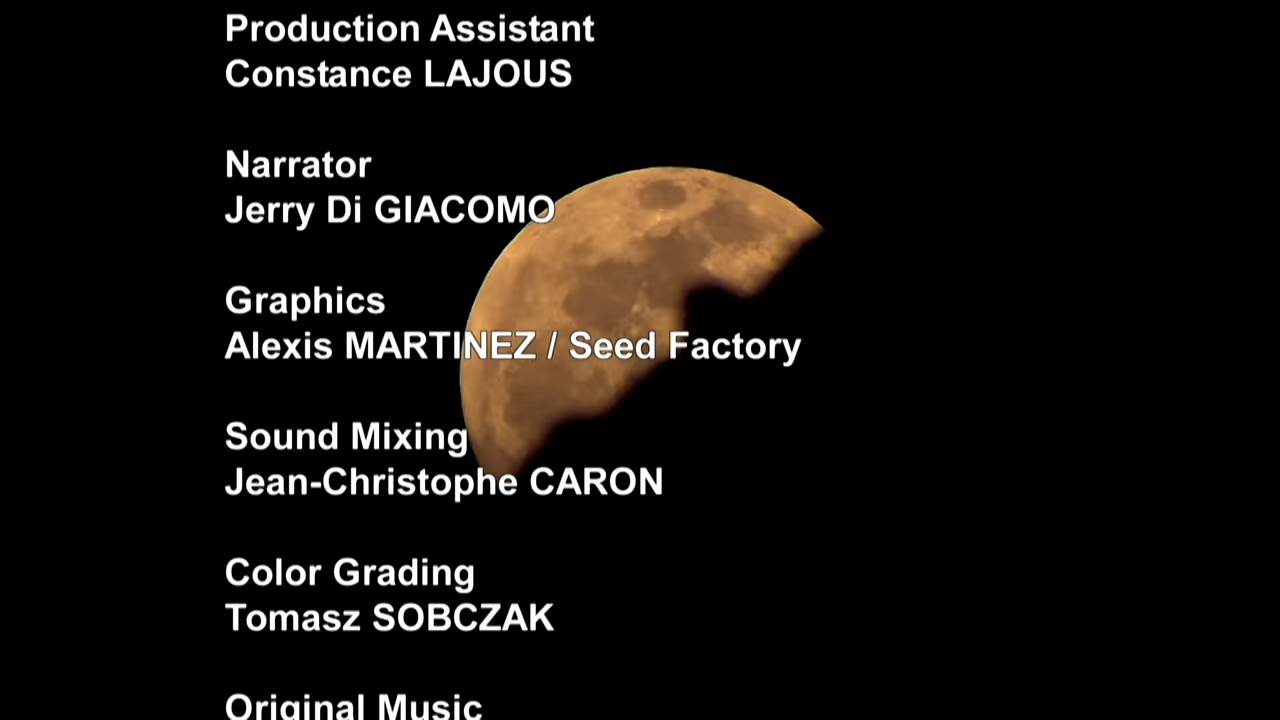 Production Assistant
Constance LAJOUS
Narrator
Jerry Di GIACOMO
Graphics
Alexis MARTINEZ / Seed Factory
Sound Mixing
Jean-Christophe CARON
Color Grading
Tomasz SOBCZAK
Original Music